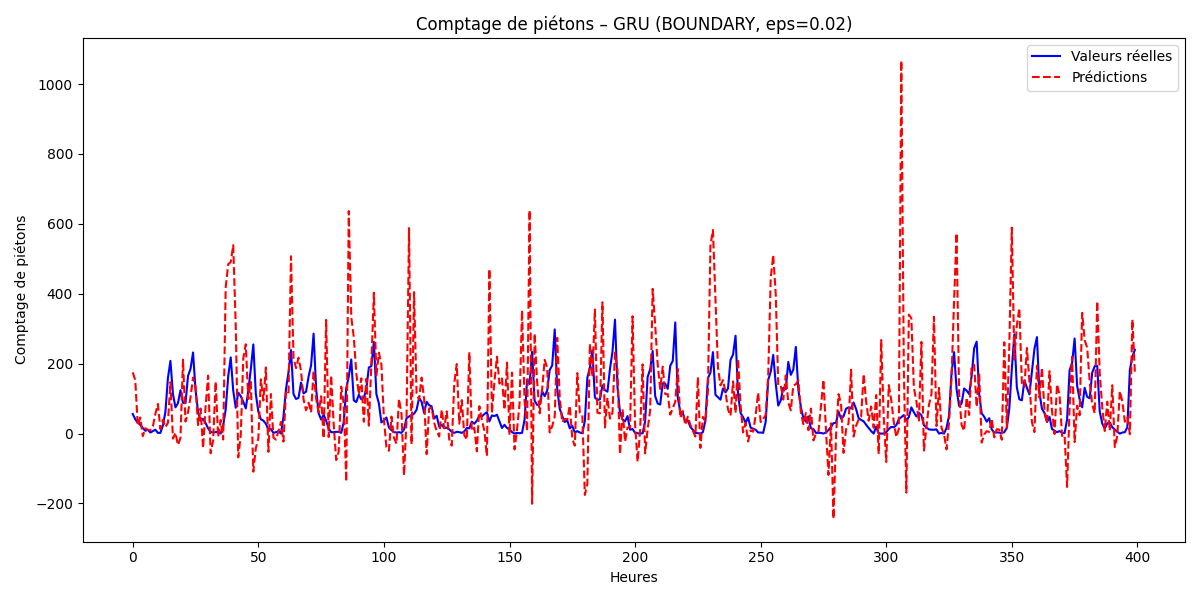 Comptage de piétons – GRU (BOUNDARY, eps=0.02)
Valeurs réelles
Prédictions
Comptage de piétons
1000
800
600
400
200
0
−200
0 50 100 150 200 250 300 350 400
Heures